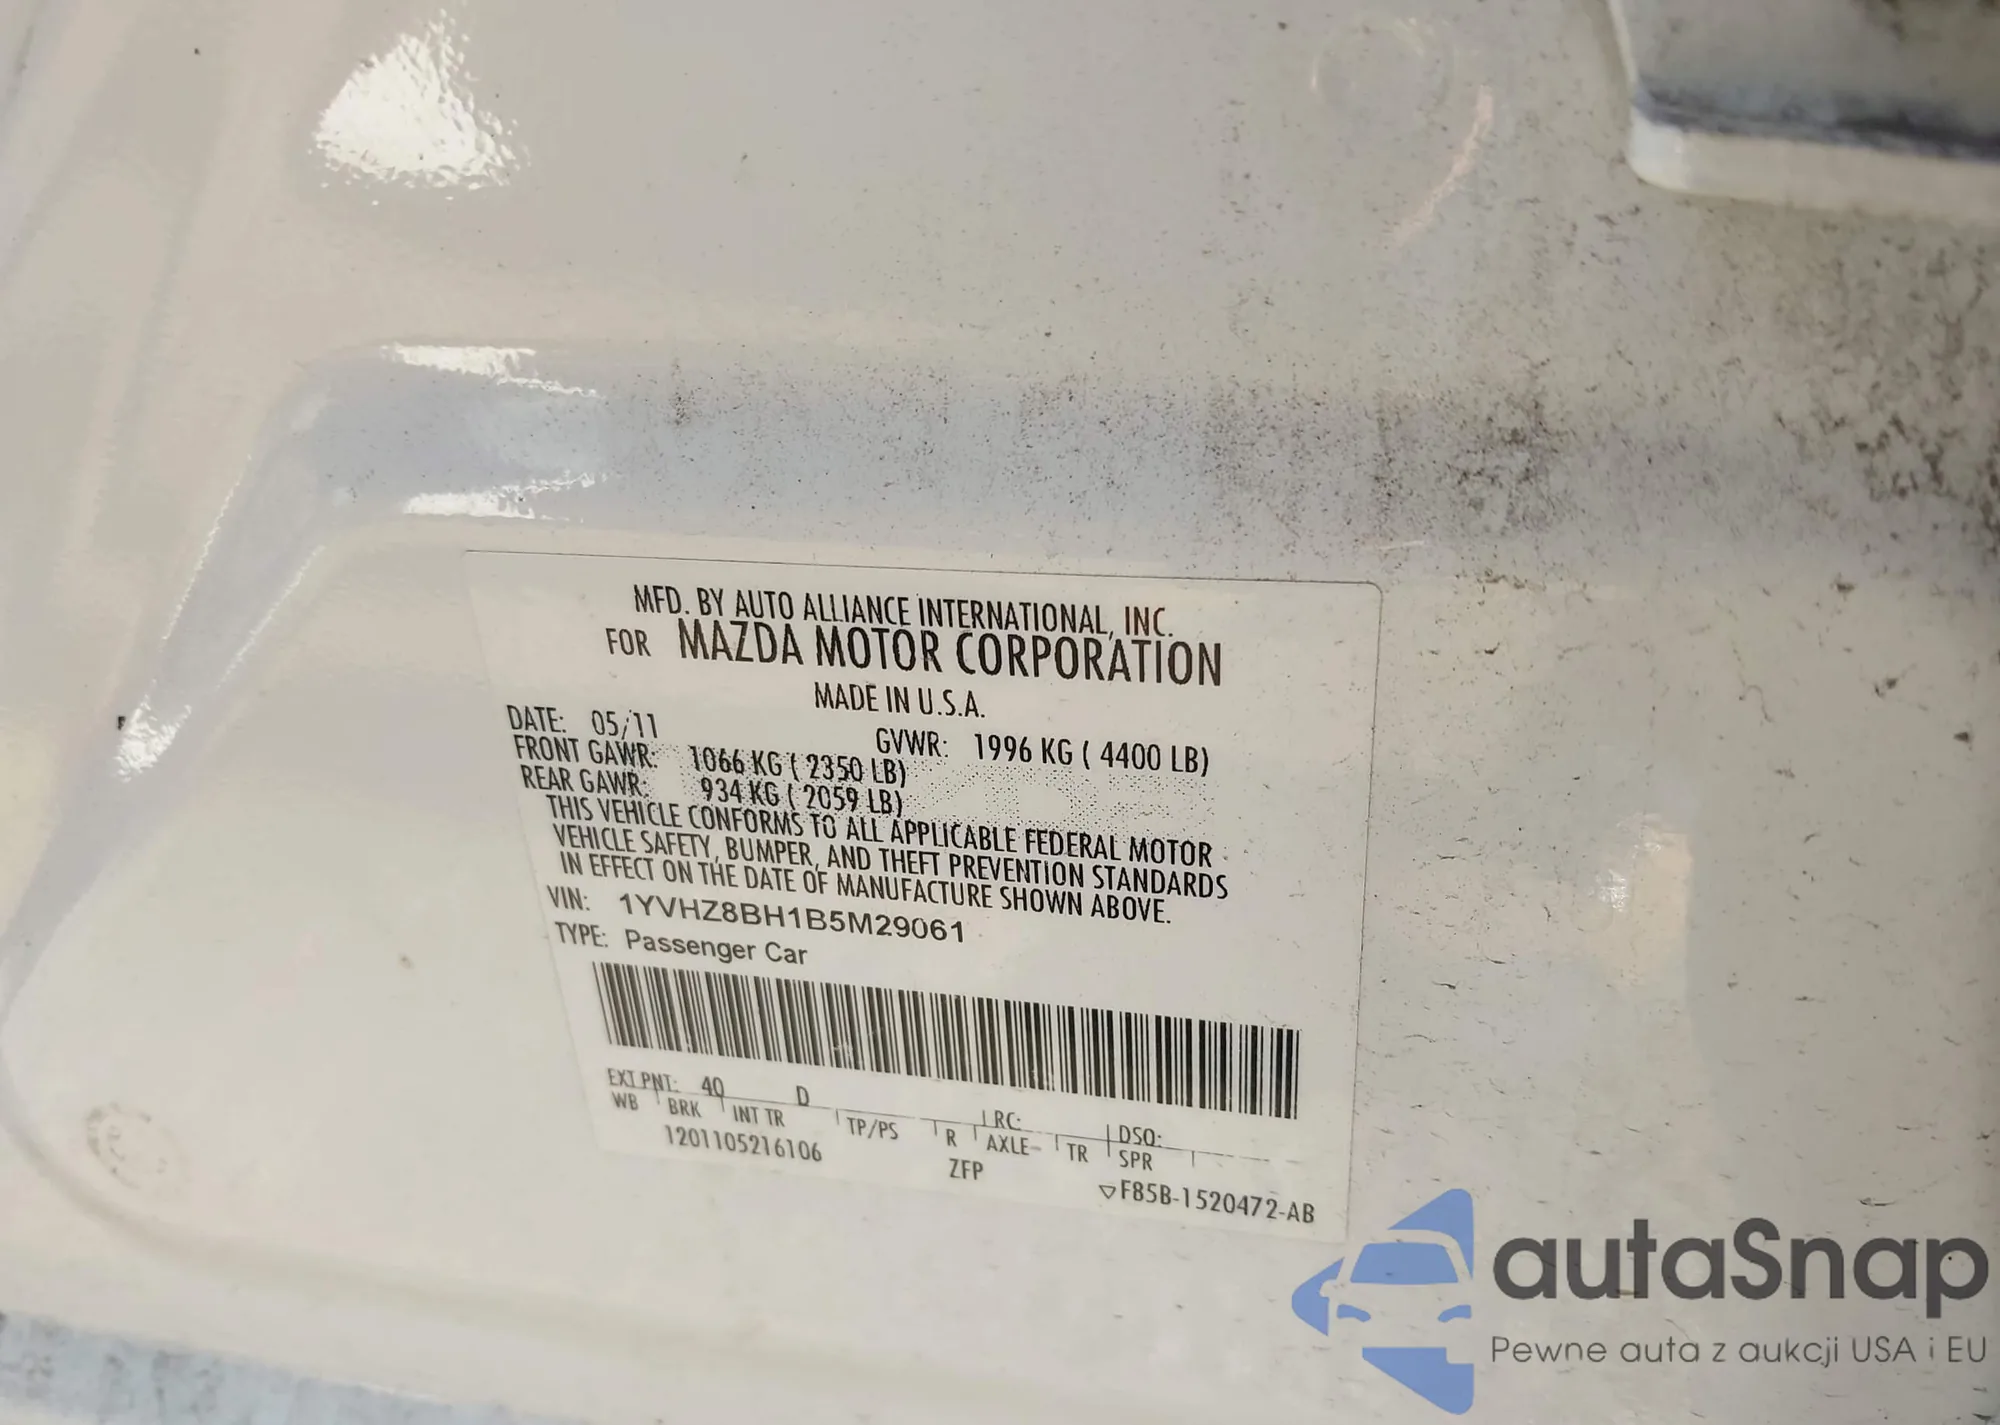 MFD. BY AUTO ALLIANCE INTERNATIONAL, INC.
FOR MAZDA MOTOR CORPORATION
MADE IN U.S.A.
DATE: 05/11 GVWR: 1996 KG ( 4400 LB)
FRONT GAWR: 1066 KG ( 2350 LB)
REAR GAWR: 934 KG ( 2059 LB)
THIS VEHICLE CONFORMS TO ALL APPLICABLE FEDERAL MOTOR
VEHICLE SAFETY, BUMPER, AND THEFT PREVENTION STANDARDS
IN EFFECT ON THE DATE OF MANUFACTURE SHOWN ABOVE.
VIN: 1YVHZ8BH1B5M29061
TYPE: Passenger Car
EXT PNT: 40 D RC: DSO:
WB BRK INT TR TP/PS R AXLE- TR SPR
1201105216106 ZFP
▽F85B-1520472-AB
autaSnap
Pewne auta z aukcji USA i EU